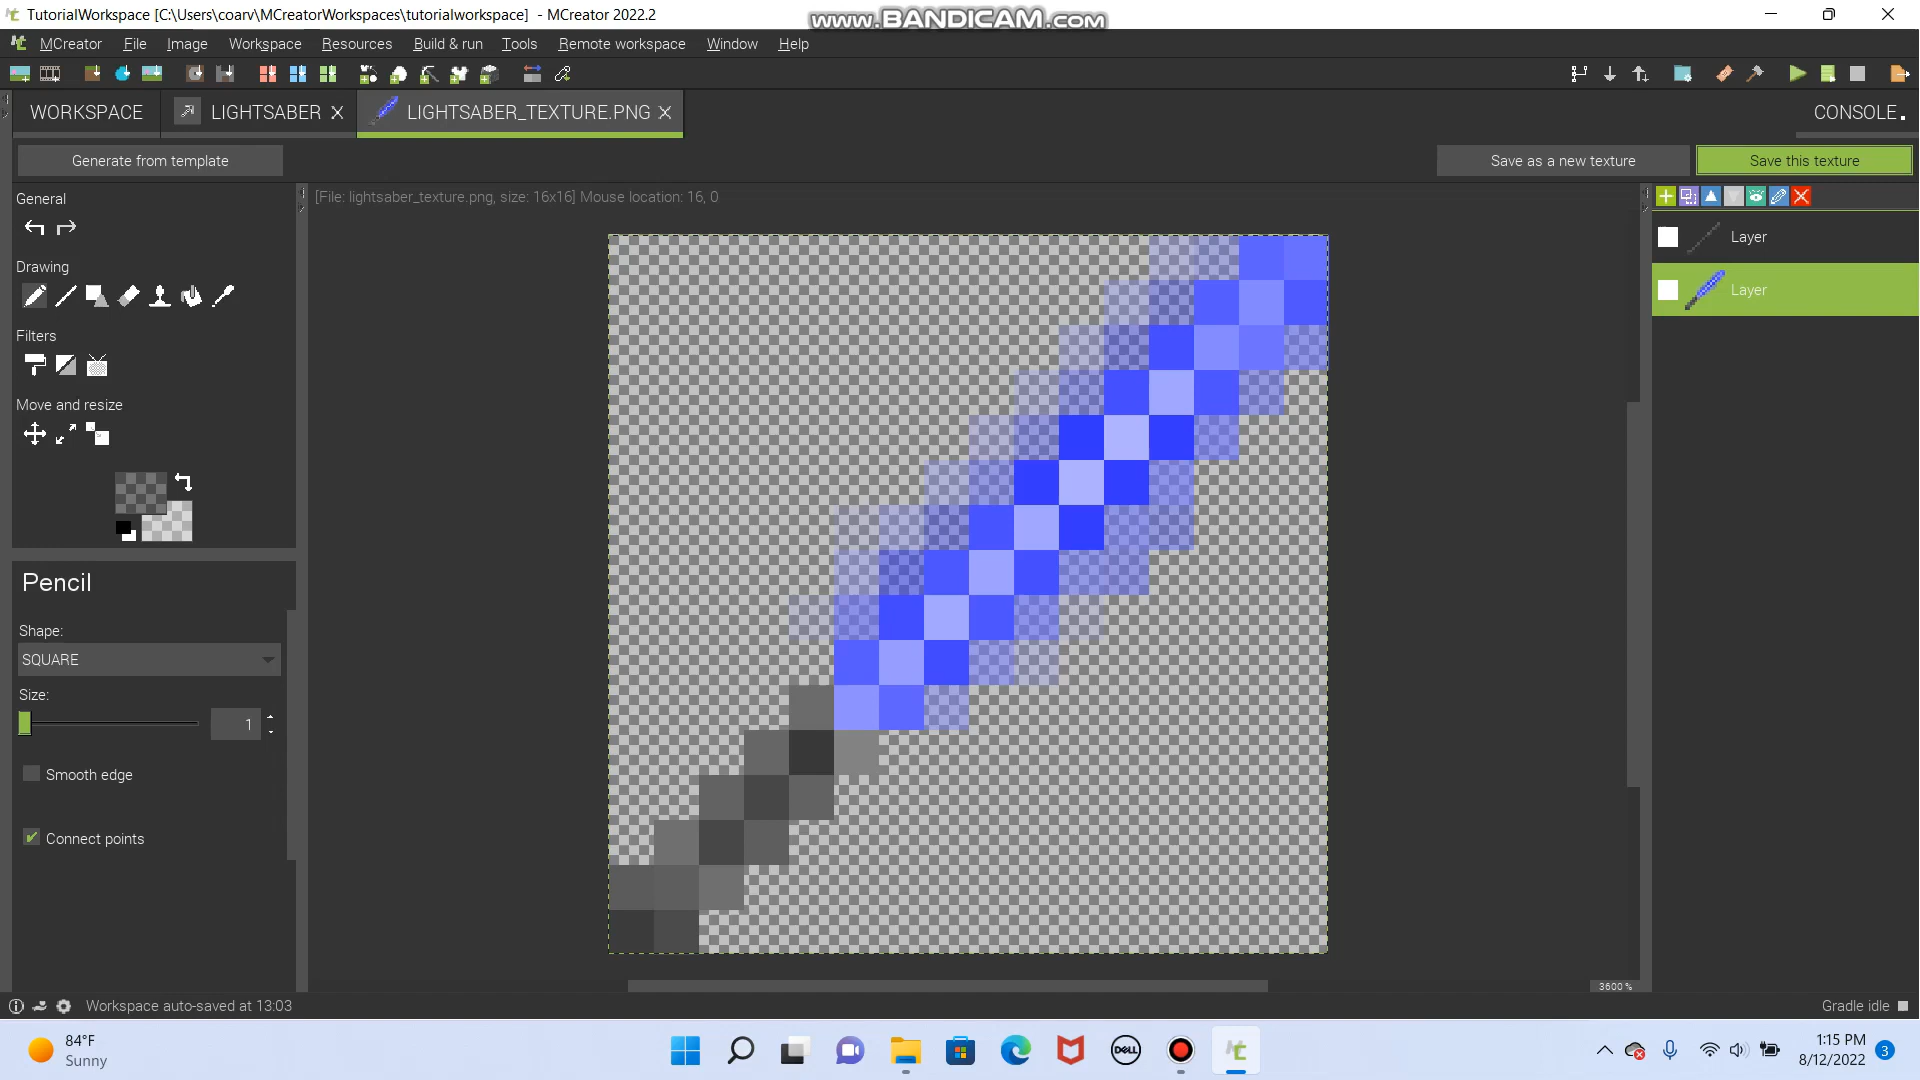 TutorialWorkspace [C:\Users\coarv\MCreatorWorkspaces\tutorialworkspace] - MCreator 2022.2
www.BANDICAM.com
MCreator File Image Workspace Resources Build & run Tools Remote workspace Window Help
WORKSPACE LIGHTSABER LIGHTSABER_TEXTURE.PNG CONSOLE
Generate from template Save as a new texture Save this texture
[File: lightsaber_texture.png, size: 16x16] Mouse location: 16, 0
General
Layer
Drawing
Layer
Filters
Move and resize
Pencil
Shape:
SQUARE
Size:
1
Smooth edge
Connect points
3600 %
Workspace auto-saved at 13:03 Gradle idle
84°F
Sunny
DELL
1:15 PM
8/12/2022
3